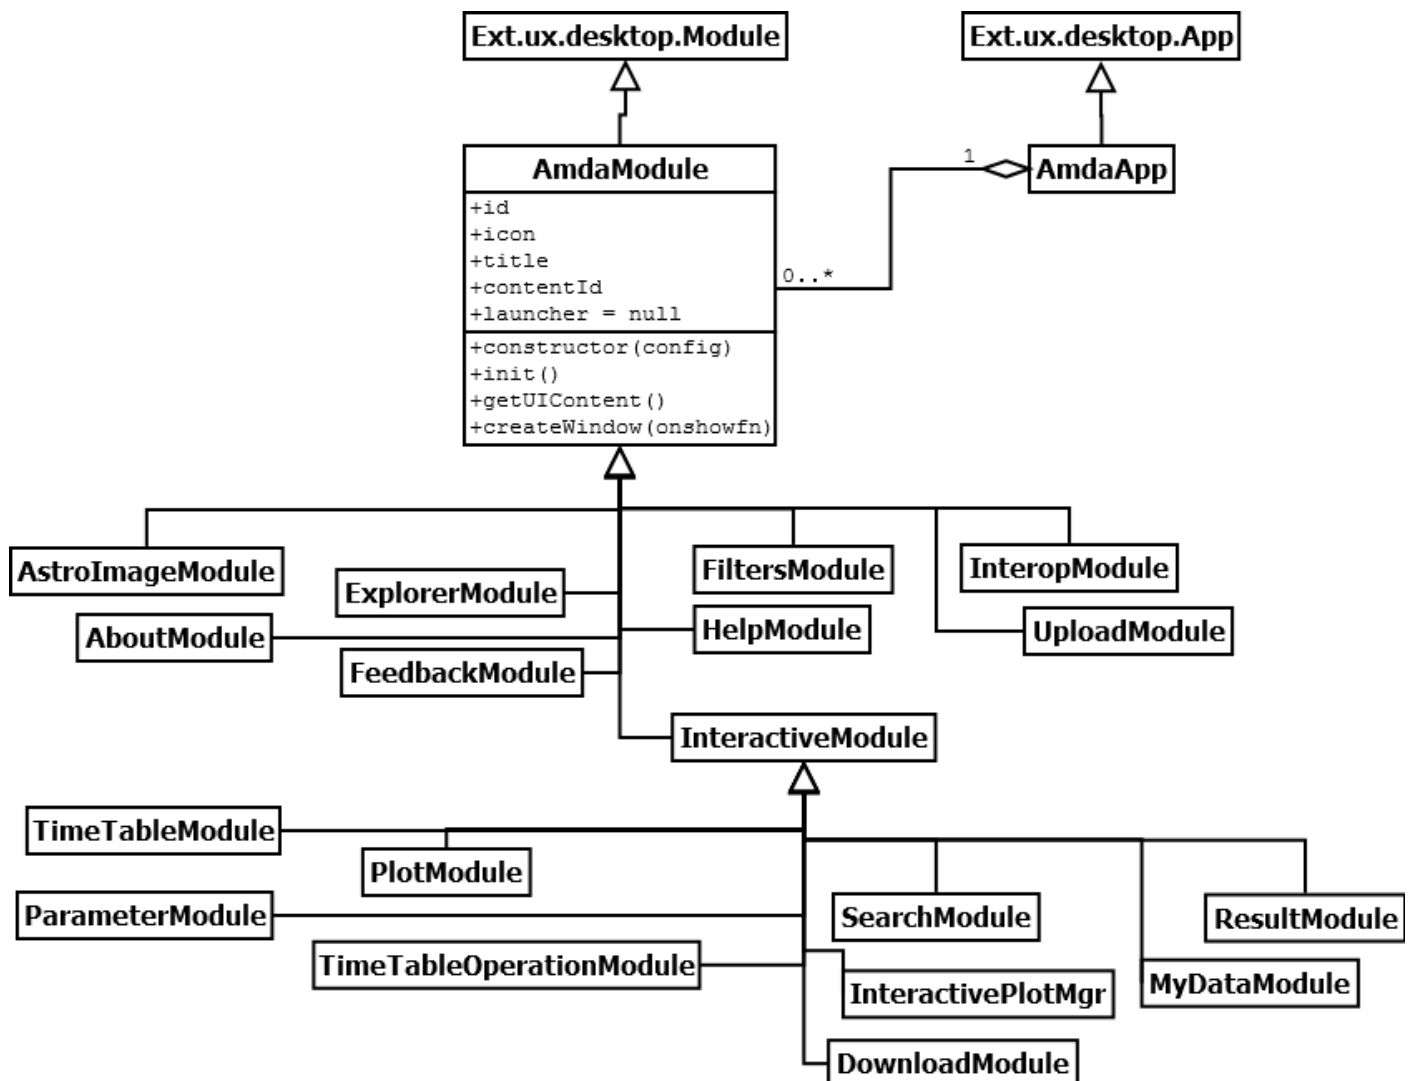 Ext.ux.desktop.Module
Ext.ux.desktop.App
AmdaModule
1
AmdaApp
+id
+icon
+title
+contentId
+launcher = null
0..*
+constructor(config)
+init()
+getUIContent()
+createWindow(onshowfn)
AstroImageModule
ExplorerModule
FiltersModule
InteropModule
AboutModule
HelpModule
UploadModule
FeedbackModule
InteractiveModule
TimeTableModule
PlotModule
ParameterModule
SearchModule
ResultModule
TimeTableOperationModule
InteractivePlotMgr
MyDataModule
DownloadModule